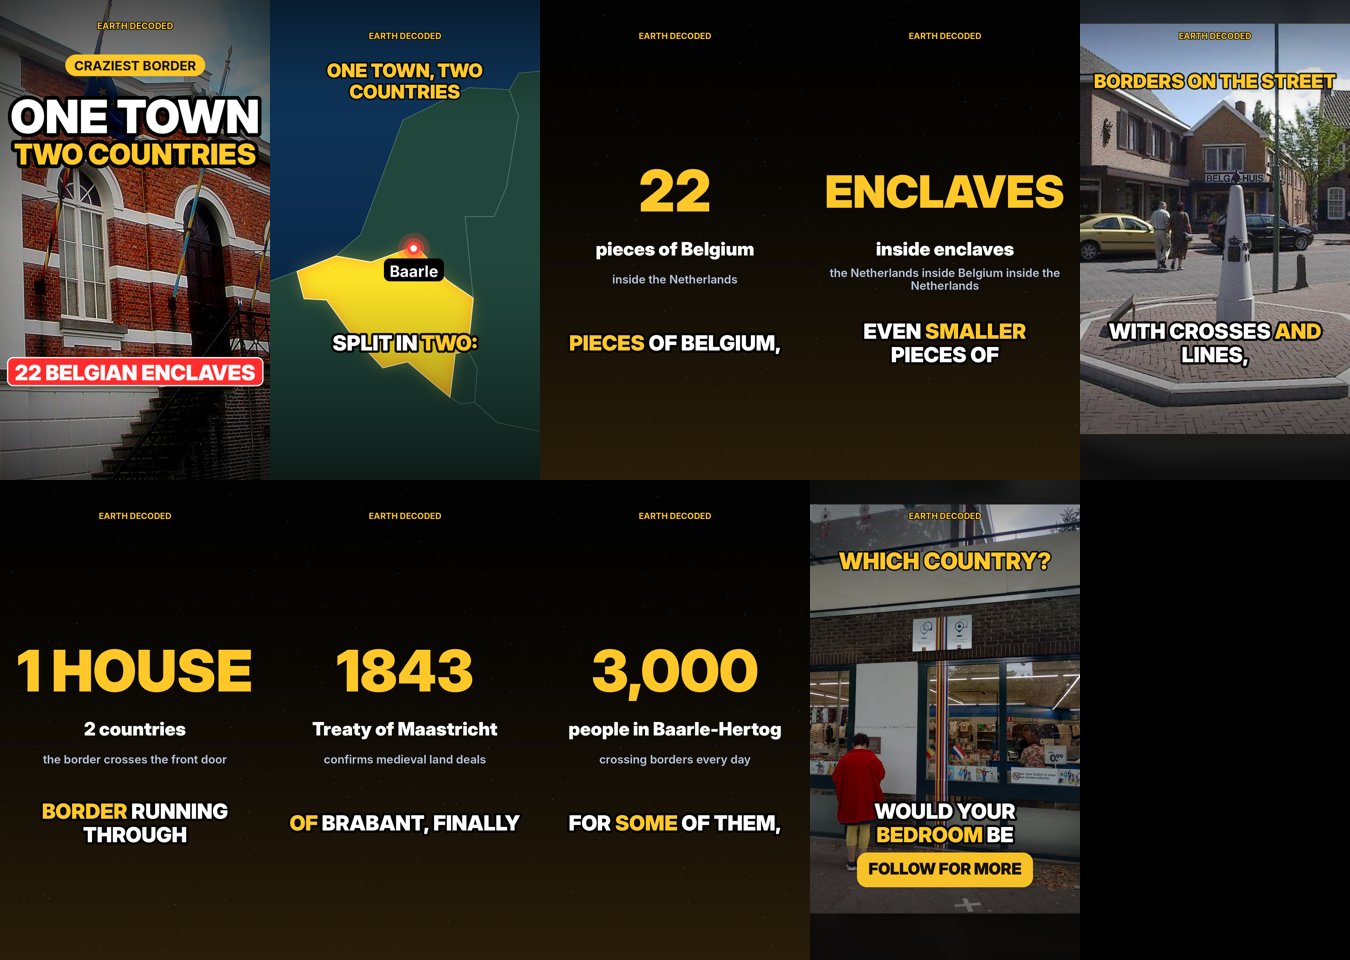 EARTH DECODED
CRAZIEST BORDER
ONE TOWN
TWO COUNTRIES
22 BELGIAN ENCLAVES
EARTH DECODED
ONE TOWN, TWO
COUNTRIES
Baarle
SPLIT IN TWO:
EARTH DECODED
22
pieces of Belgium
inside the Netherlands
PIECES OF BELGIUM,
EARTH DECODED
ENCLAVES
inside enclaves
the Netherlands inside Belgium inside the
Netherlands
EVEN SMALLER
PIECES OF
EARTH DECODED
BORDERS ON THE STREET
WITH CROSSES AND
LINES,
EARTH DECODED
1 HOUSE
2 countries
the border crosses the front door
BORDER RUNNING
THROUGH
EARTH DECODED
1843
Treaty of Maastricht
confirms medieval land deals
OF BRABANT, FINALLY
EARTH DECODED
3,000
people in Baarle-Hertog
crossing borders every day
FOR SOME OF THEM,
EARTH DECODED
WHICH COUNTRY?
WOULD YOUR
BEDROOM BE
FOLLOW FOR MORE